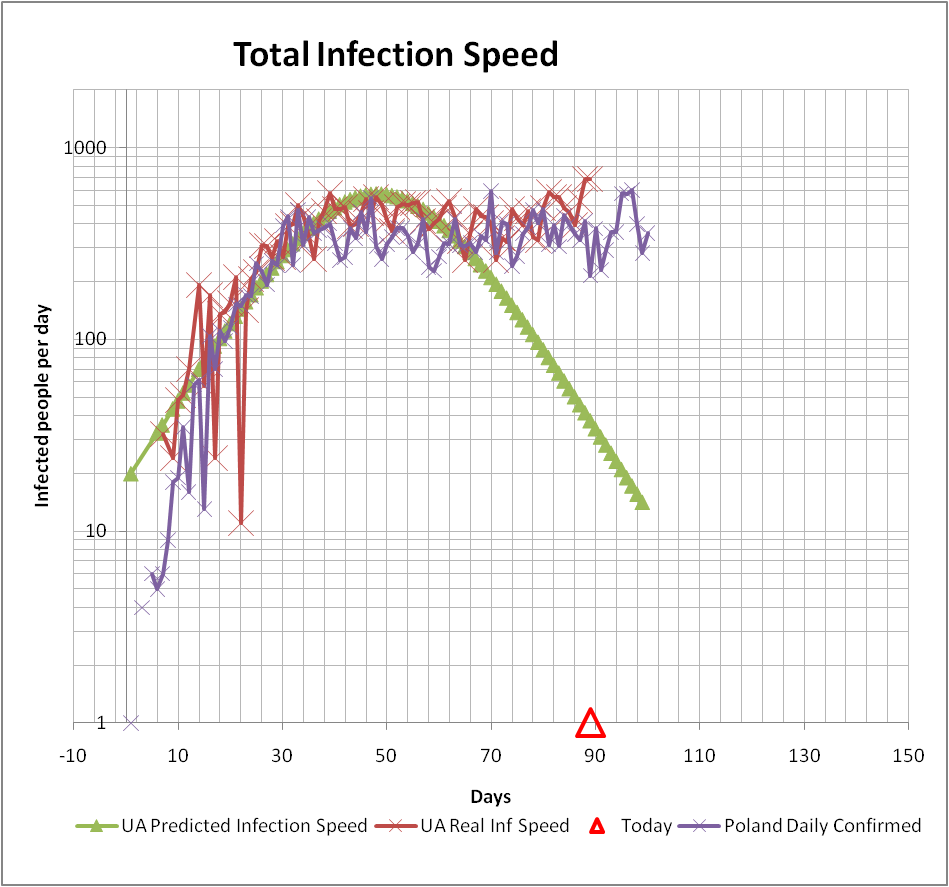 Total Infection Speed
1000
100
10
1
-10 10 30 50 70 90 110 130 150
Infected people per day
Days
UA Predicted Infection Speed UA Real Inf Speed Today Poland Daily Confirmed